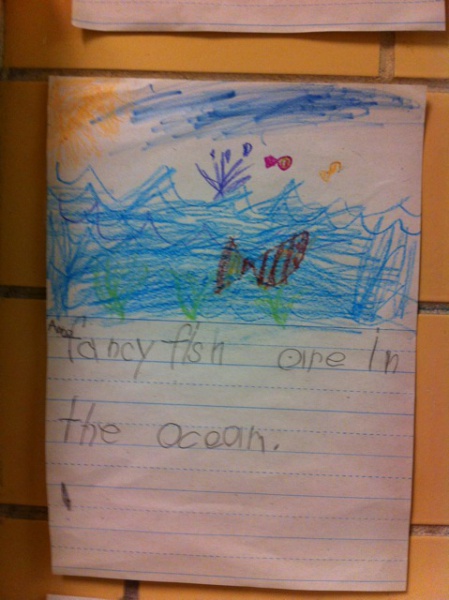 fancy fish are in
the ocean.